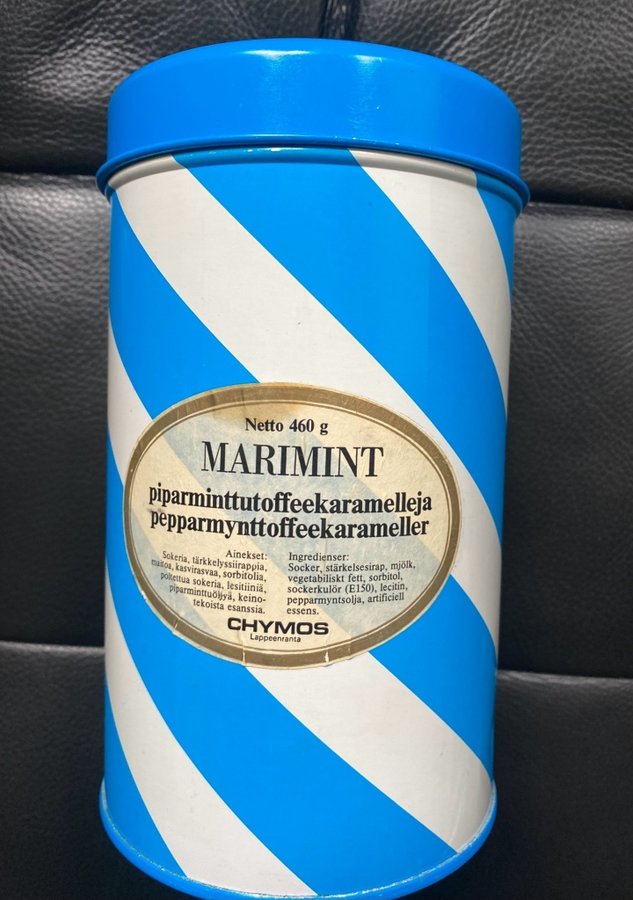 Netto 460 g
MARIMINT
piparminttutoffeekaramelleja
pepparmynttoffeekarameller
Ainekset:
Sokeria, tärkkelyssiirappia,
maitoa, kasvirasvaa, sorbitolia,
poltettua sokeria, lesitiiniä,
piparminttuöljyä, keino-
tekoista esanssia.
Ingredienser:
Socker, stärkelsesirap, mjölk,
vegetabiliskt fett, sorbitol,
sockerkulör (E150), lecitin,
pepparmyntsolja, artificiell
essens.
CHYMOS
Lappeenranta